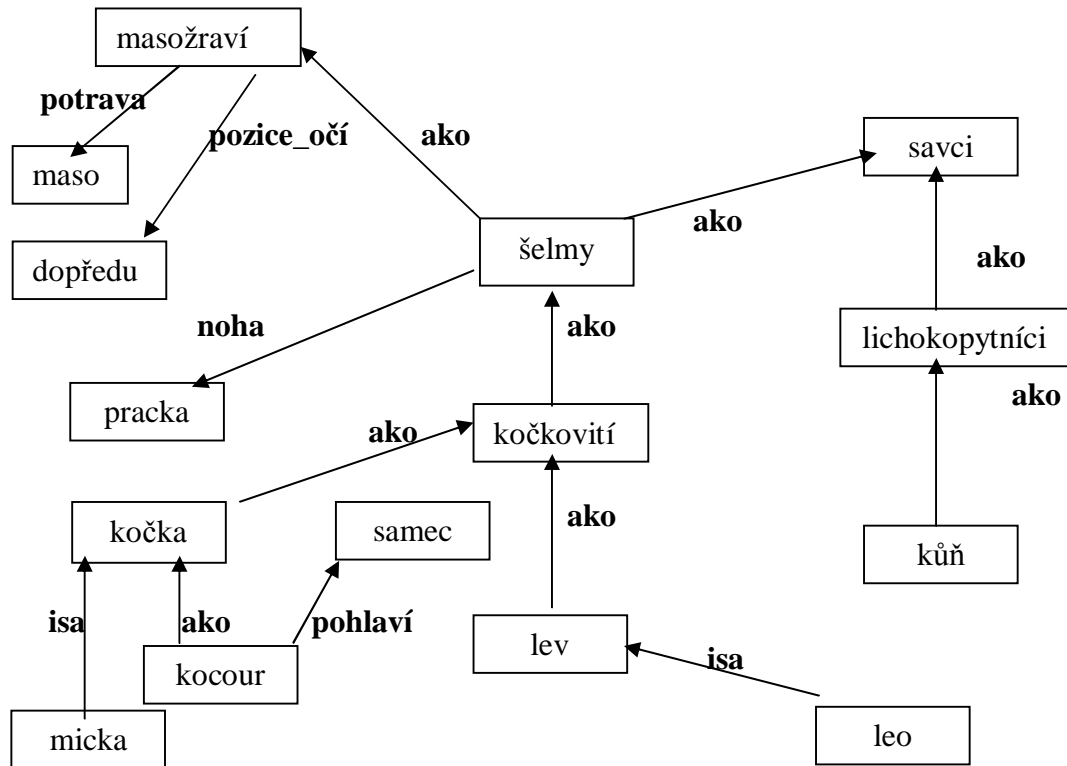 masožraví
potrava
pozice_očí
ako
savci
maso
ako
šelmy
dopředu
ako
noha
ako
lichokopytníci
pracka
ako
ako
kočkovití
kočka
samec
ako
kůň
isa
ako
pohlaví
lev
isa
kocour
micka
leo